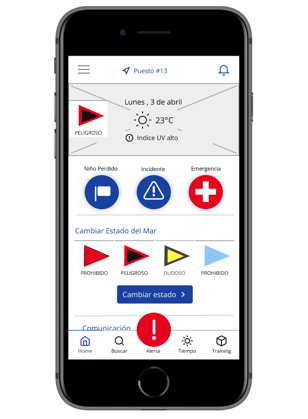 Puesto #13
Lunes , 3 de abril
23°C
Indice UV alto
PELIGROSO
Niño Perdido
Incidente
Emergencia
Cambiar Estado del Mar
PROHIBIDO
PELIGROSO
DUDOSO
PROHIBIDO
Cambiar estado
Comunicación
Home
Buscar
Alerta
Tiempo
Training